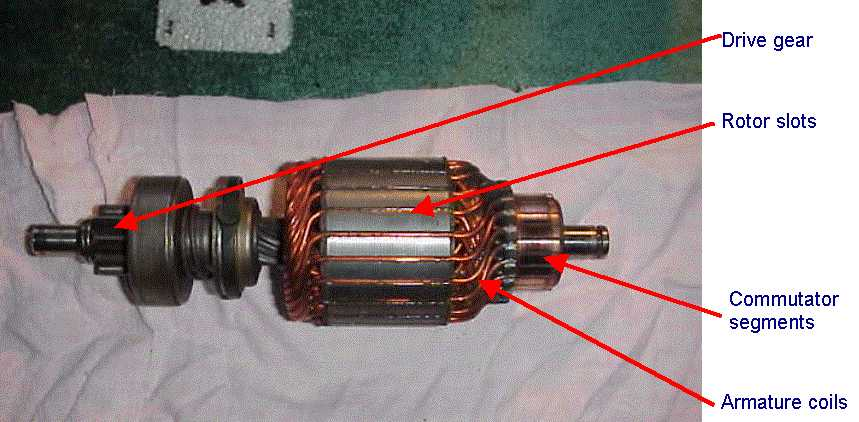 Drive gear
Rotor slots
Commutator
segments
Armature coils